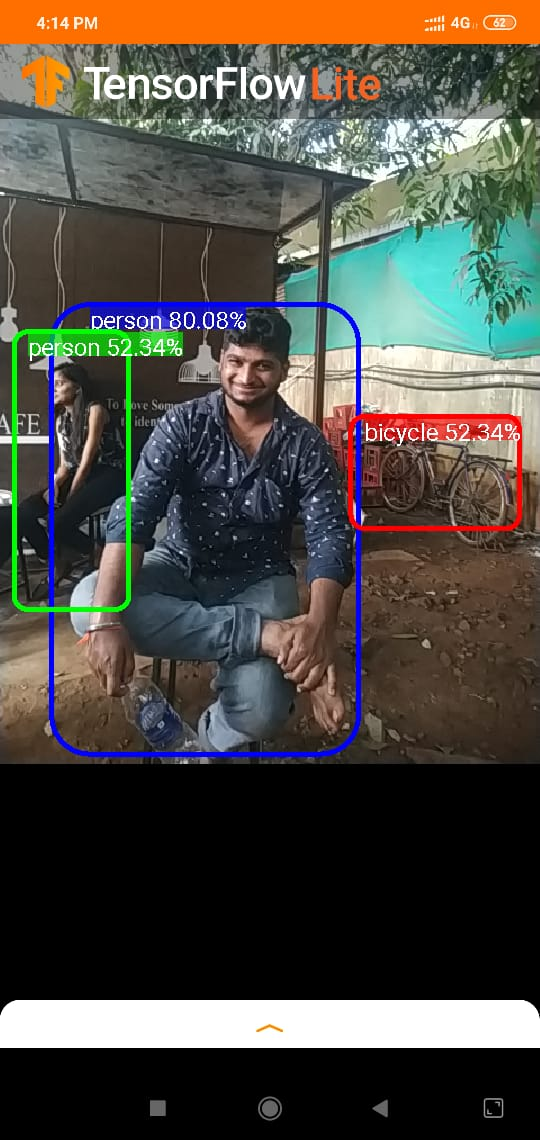 4:14 PM
4G
62
TensorFlow Lite
person 80.08%
person 52.34%
bicycle 52.34%
AFE
To Love Som